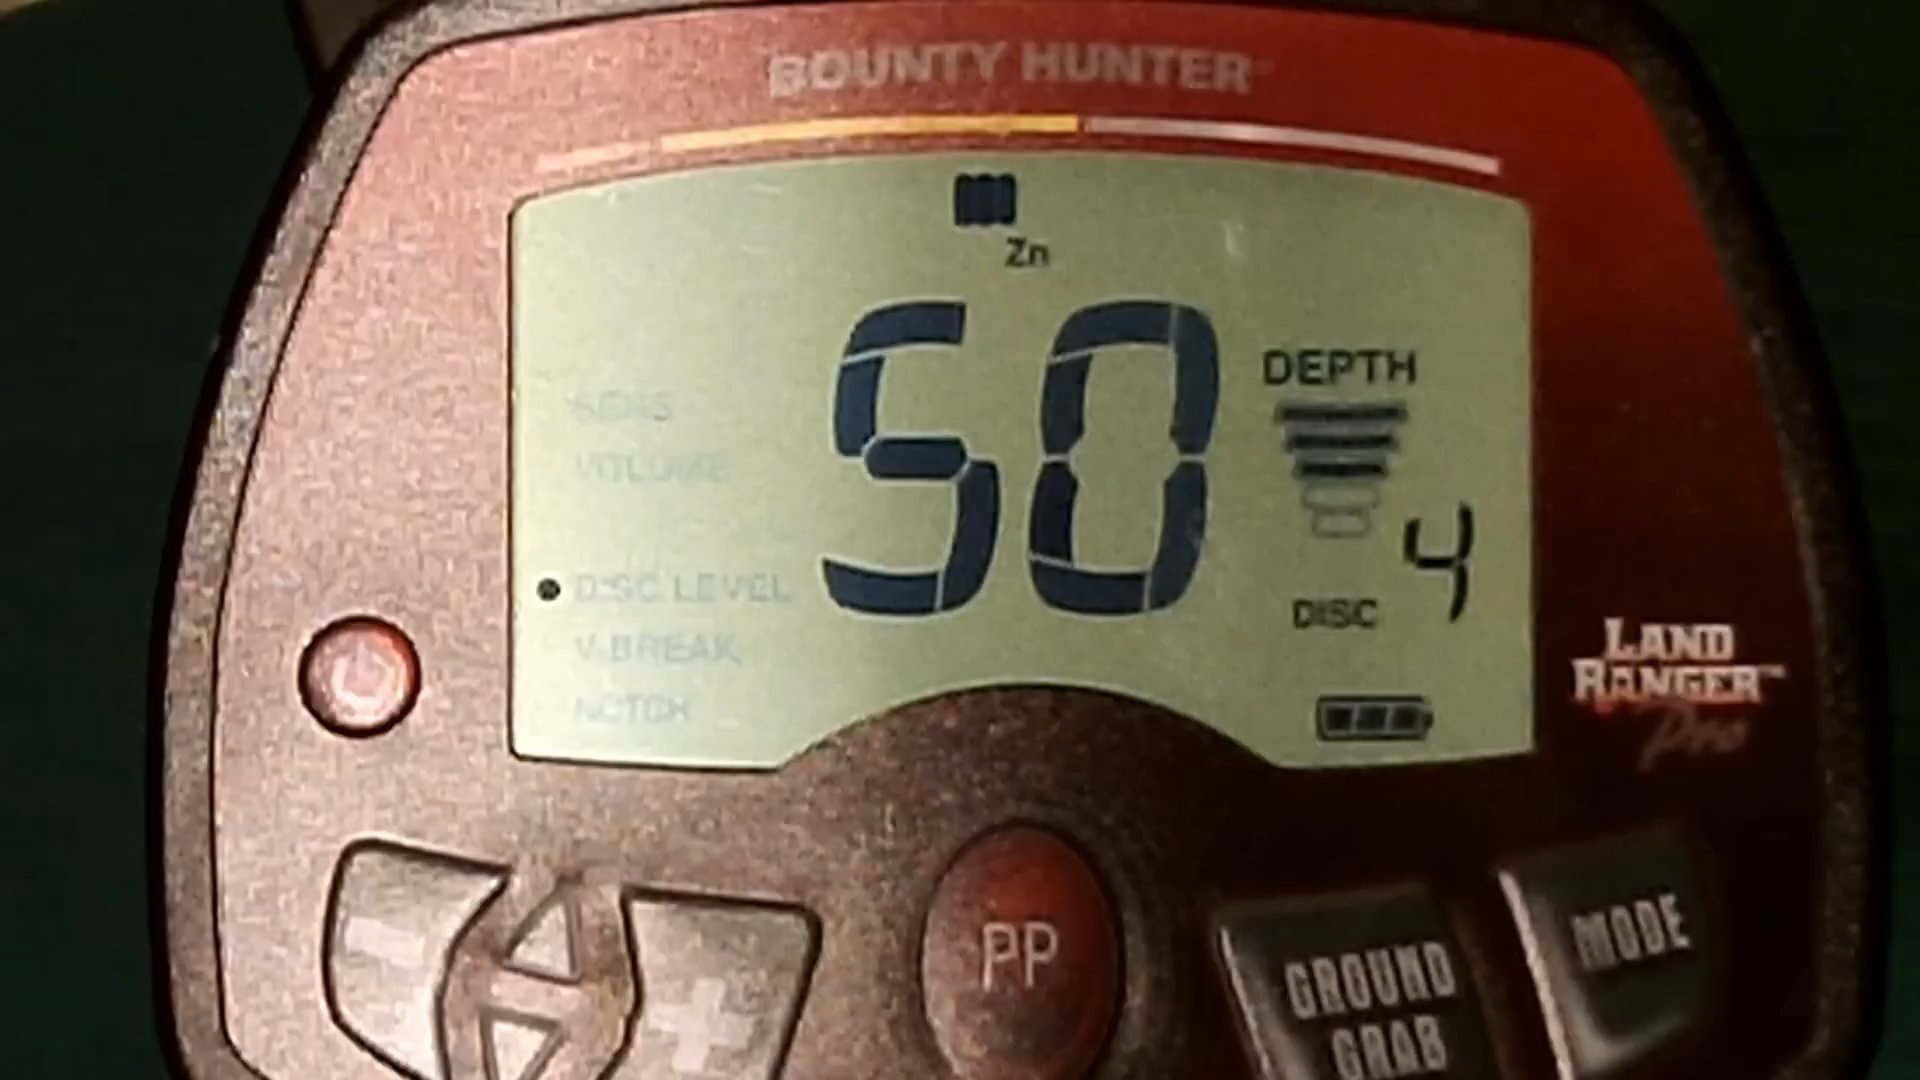 BOUNTY HUNTER
Zn
50
DEPTH
SENS
VOLUME
4
DISC LEVEL
DISC
V.BREAK
NOTCH
LAND
RANGER™
Pro
PP
GROUND
GRAB
MODE